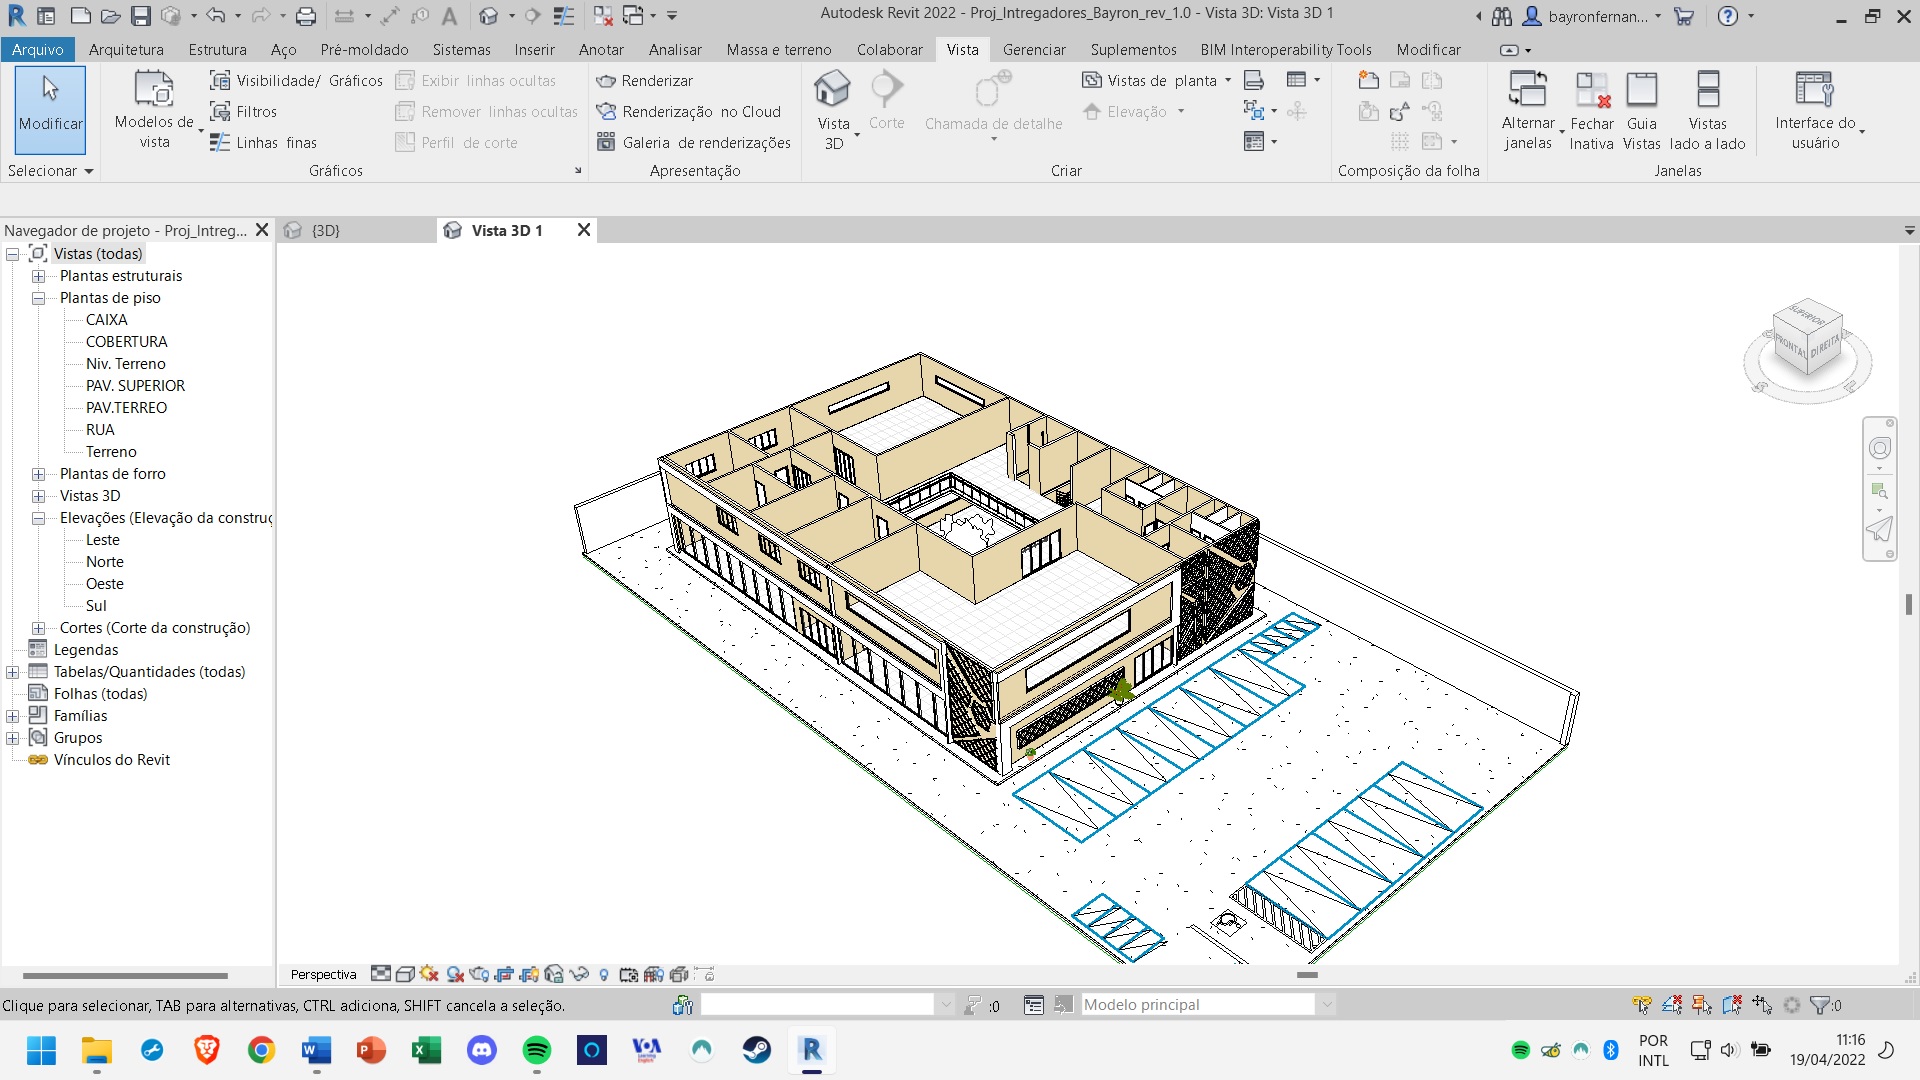 Autodesk Revit 2022 - Proj_Intregadores_Bayron_rev_1.0 - Vista 3D: Vista 3D 1
bayronfernan...
Arquivo Arquitetura Estrutura Aço Pré-moldado Sistemas Inserir Anotar Analisar Massa e terreno Colaborar Vista Gerenciar Suplementos BIM Interoperability Tools Modificar
Modificar
Selecionar
Modelos de vista
Visibilidade/ Gráficos
Filtros
Linhas finas
Exibir linhas ocultas
Remover linhas ocultas
Perfil de corte
Gráficos
Renderizar
Renderização no Cloud
Galeria de renderizações
Apresentação
Vista 3D
Corte
Chamada de detalhe
Vistas de planta
Elevação
Criar
Composição da folha
Alternar janelas
Fechar Inativa
Guia Vistas
Vistas lado a lado
Janelas
Interface do usuário
Navegador de projeto - Proj_Intreg...
{3D}
Vista 3D 1
Vistas (todas)
Plantas estruturais
Plantas de piso
CAIXA
COBERTURA
Niv. Terreno
PAV. SUPERIOR
PAV.TERREO
RUA
Terreno
Plantas de forro
Vistas 3D
Elevações (Elevação da construç
Leste
Norte
Oeste
Sul
Cortes (Corte da construção)
Legendas
Tabelas/Quantidades (todas)
Folhas (todas)
Famílias
Grupos
Vínculos do Revit
SUPERIOR
FRONTAL
DIREITA
Perspectiva
Clique para selecionar, TAB para alternativas, CTRL adiciona, SHIFT cancela a seleção.
:0
Modelo principal
:0
VOA
POR
INTL
11:16
19/04/2022